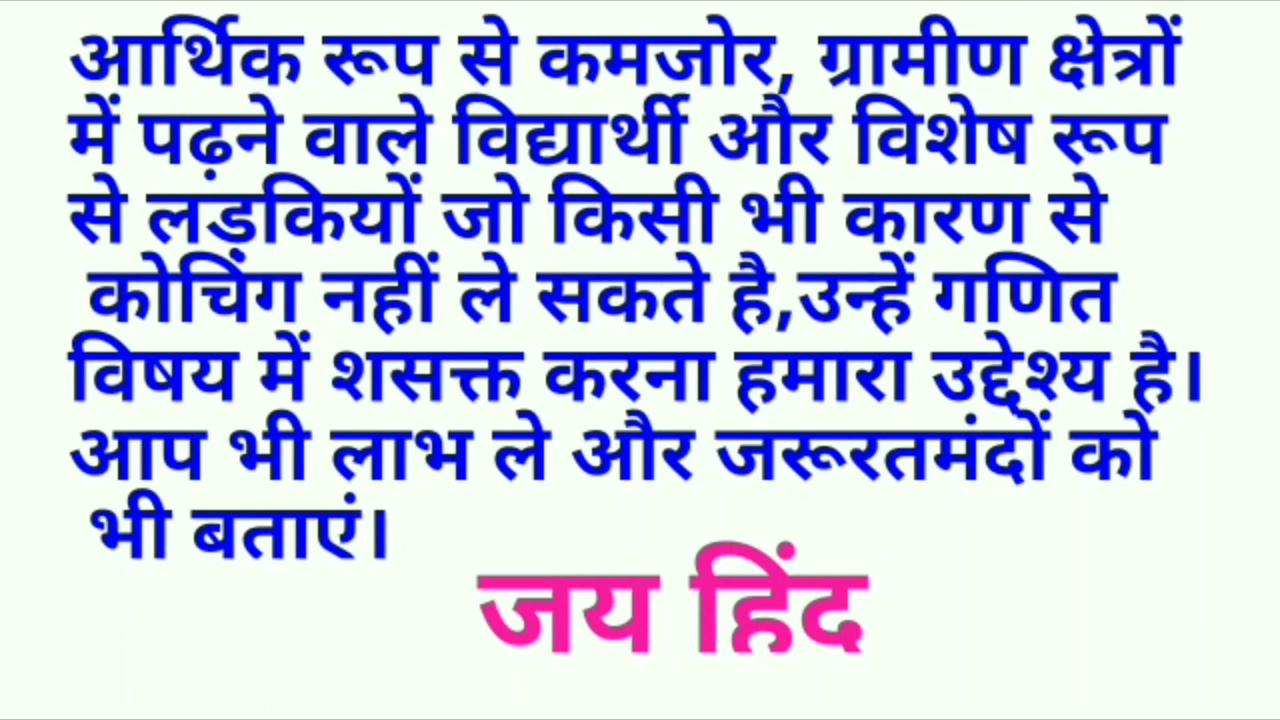 आर्थिक रूप से कमजोर, ग्रामीण क्षेत्रों
में पढ़ने वाले विद्यार्थी और विशेष रूप
से लड़कियों जो किसी भी कारण से
कोचिंग नहीं ले सकते है,उन्हें गणित
विषय में शसक्त करना हमारा उद्देश्य है।
आप भी लाभ ले और जरूरतमंदों को
भी बताएं।
जय हिंद